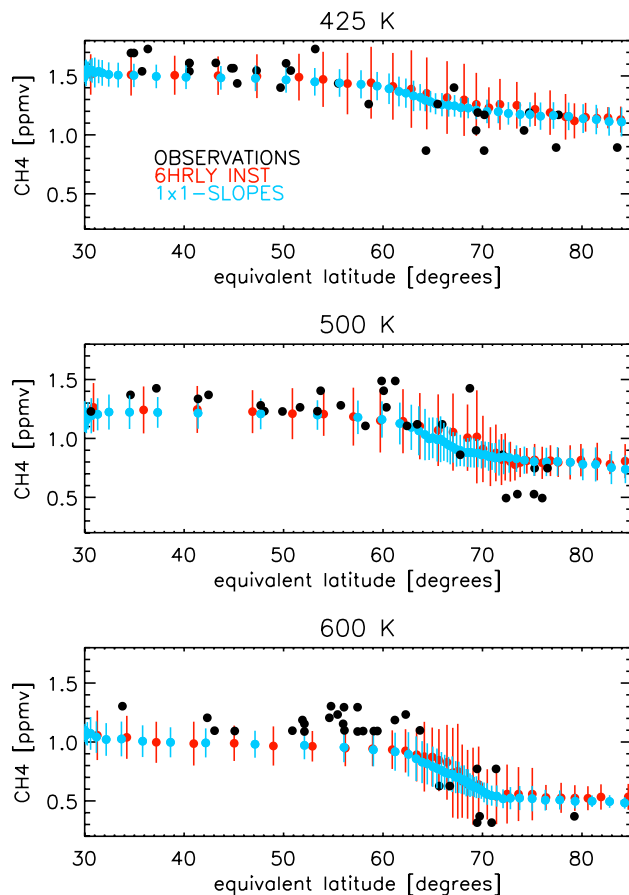 425 K
CH4 [ppmv]
1.5
1.0
0.5
OBSERVATIONS
6HRLY INST
1x1-SLOPES
30 40 50 60 70 80
equivalent latitude [degrees]
500 K
CH4 [ppmv]
1.5
1.0
0.5
30 40 50 60 70 80
equivalent latitude [degrees]
600 K
CH4 [ppmv]
1.5
1.0
0.5
30 40 50 60 70 80
equivalent latitude [degrees]